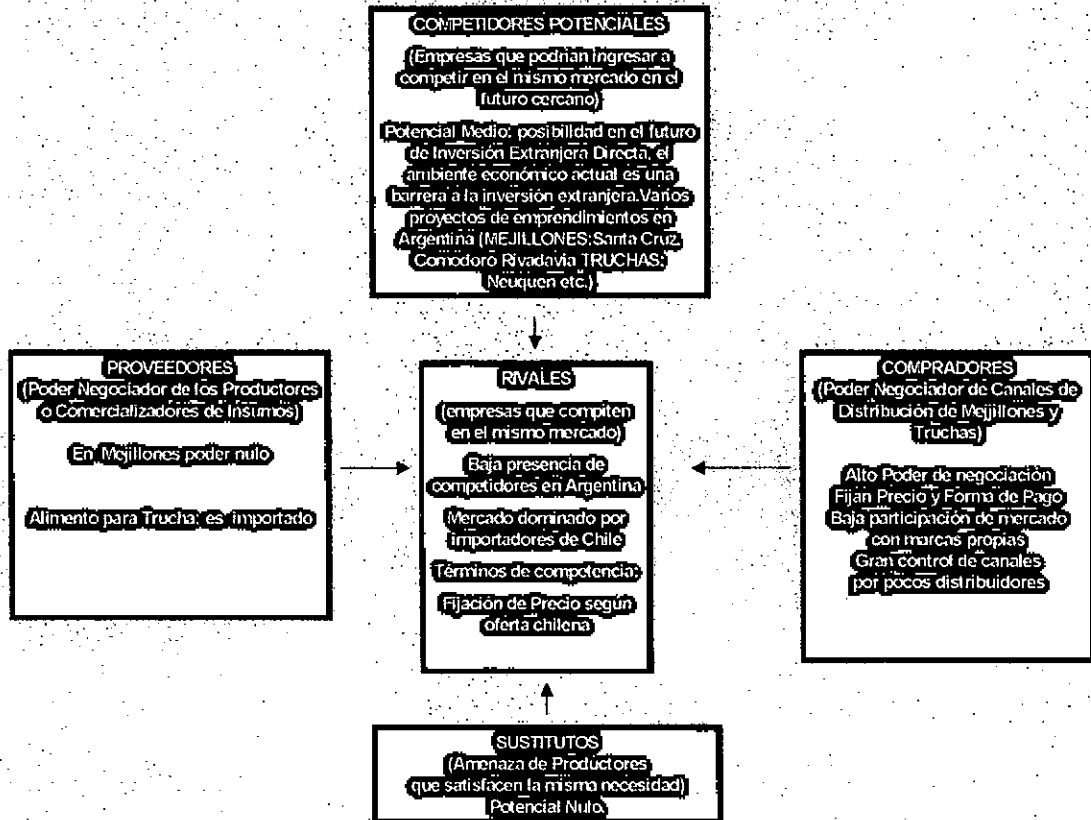 COMPETIDORES POTENCIALES
(Empresas que podrían ingresar a
competir en el mismo mercado en el
futuro cercano)
Potencial Medio: posibilidad en el futuro
de Inversión Extranjera Directa, el
ambiente económico actual es una
barrera a la inversión extranjera.Varios
proyectos de emprendimientos en
Argentina (MEJILLONES:Santa Cruz,
Comodoro Rivadavia TRUCHAS:
Neuquen etc.)
PROVEEDORES
(Poder Negociador de los Productores
o Comercializadores de Insumos)
En Mejillones poder nulo
Alimento para Trucha: es importado
RIVALES
(empresas que compiten
en el mismo mercado)
Baja presencia de
competidores en Argentina
Mercado dominado por
importadores de Chile
Términos de competencia:
Fijación de Precio según
oferta chilena
COMPRADORES
(Poder Negociador de Canales de
Distribución de Mejjillones y
Truchas)
Alto Poder de negociación
Fijan Precio y Forma de Pago
Baja participación de mercado
con marcas propias
Gran control de canales
por pocos distribuidores
SUSTITUTOS
(Amenaza de Productores
que satisfacen la misma necesidad)
Potencial Nulo.